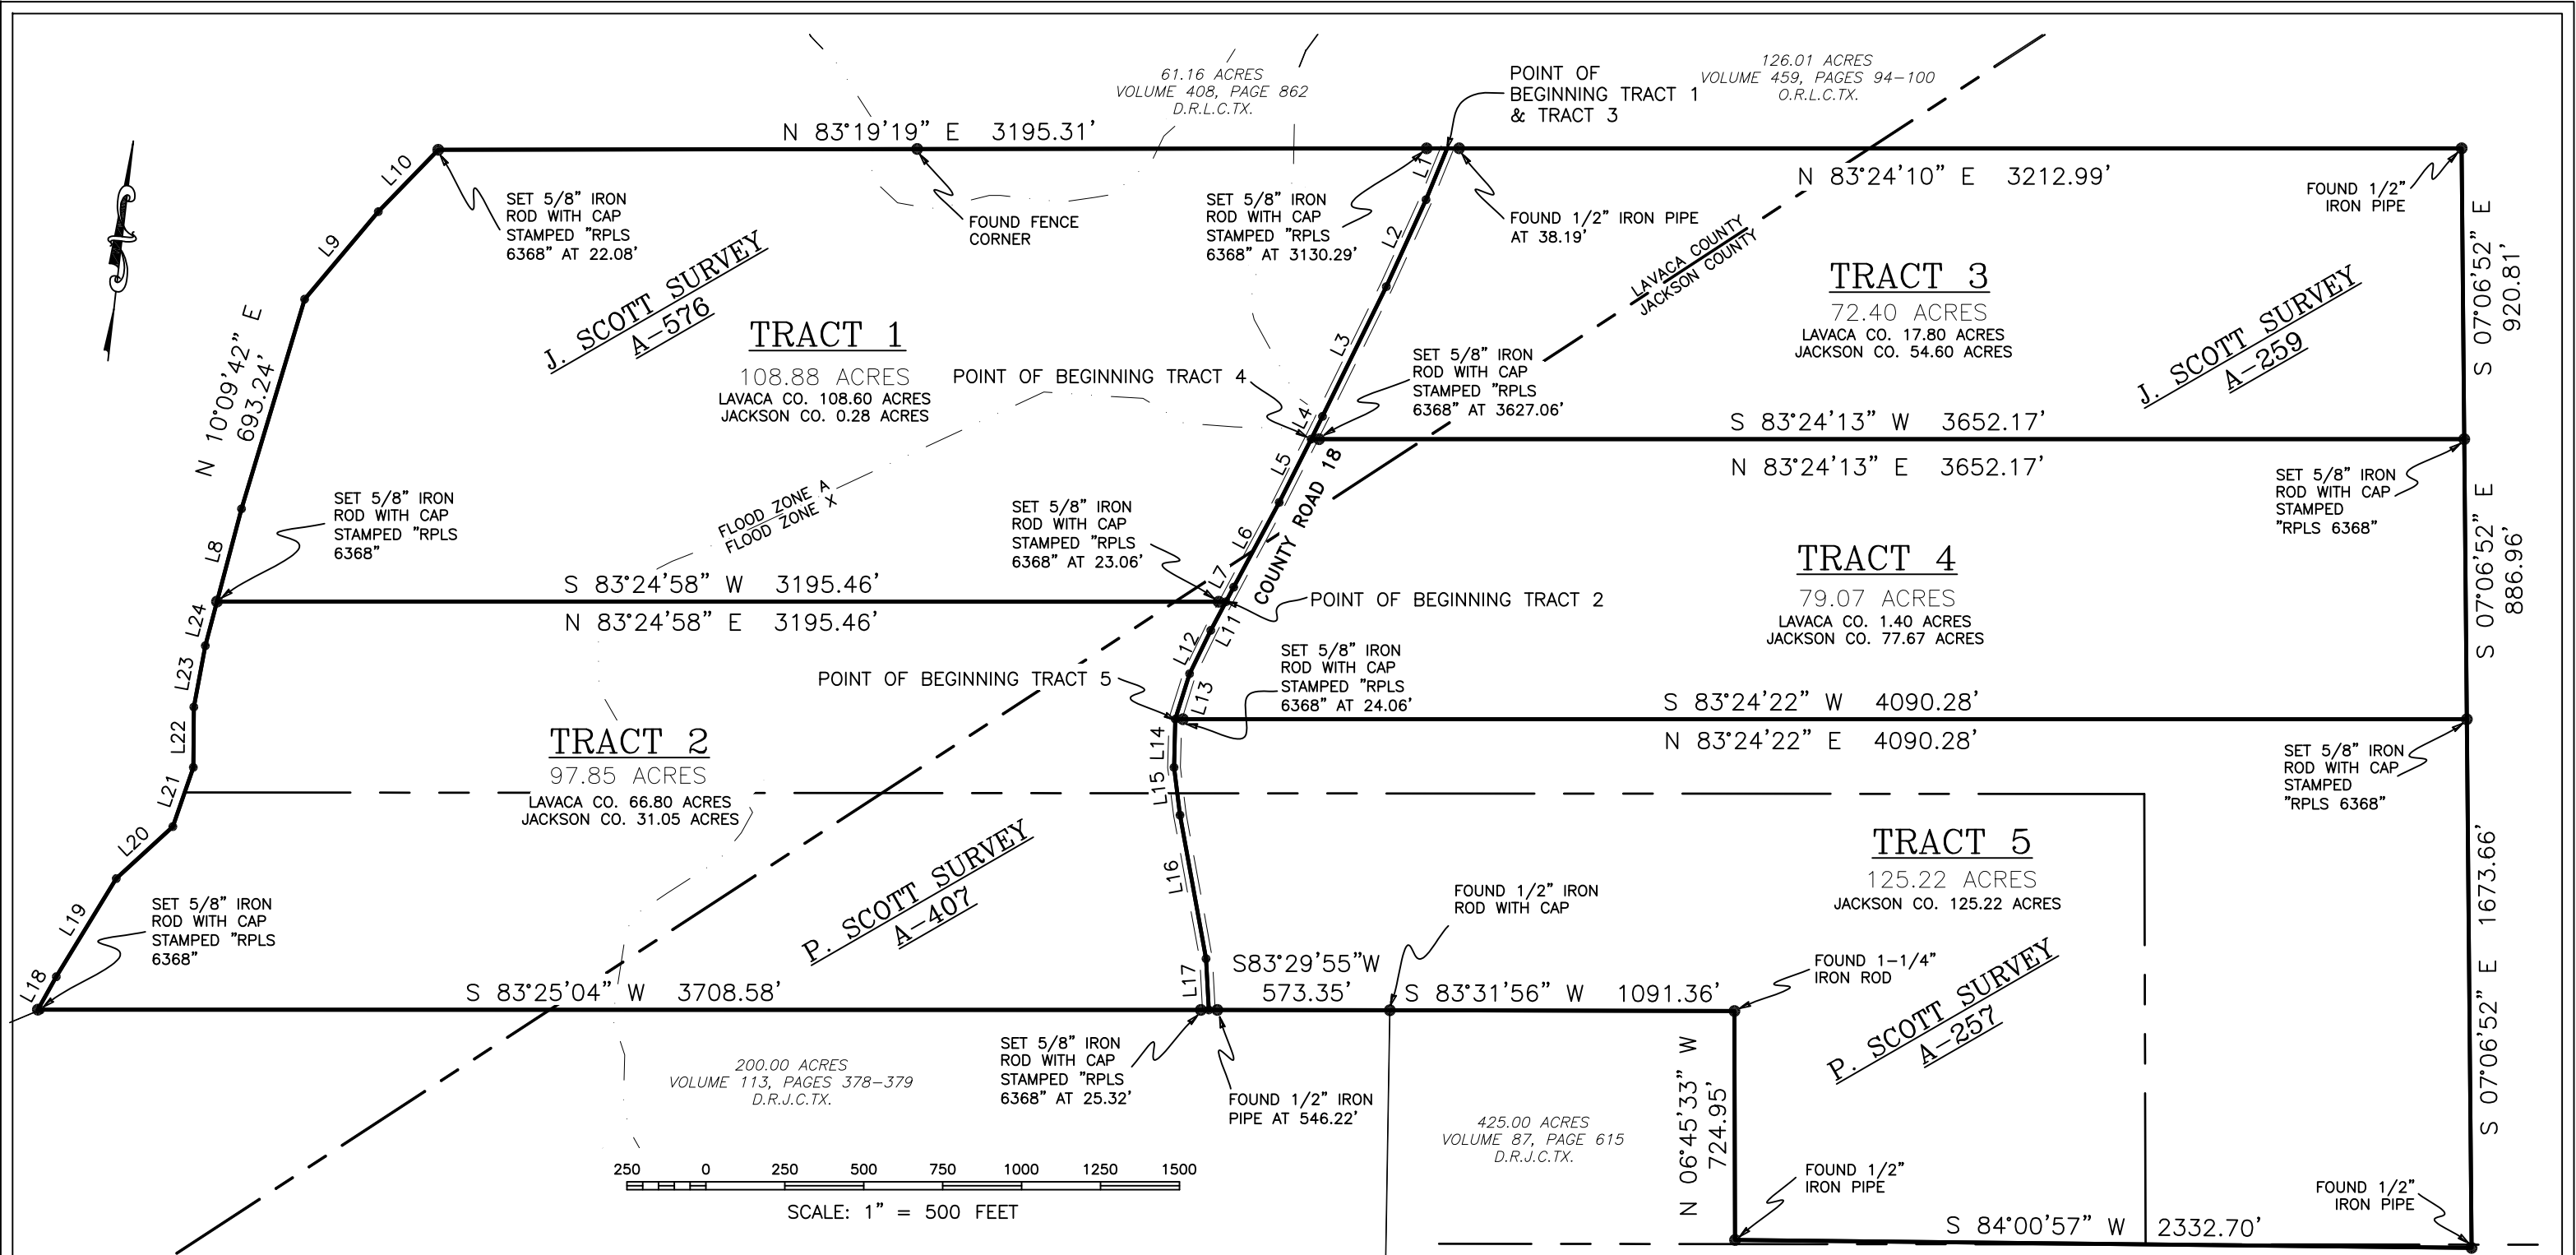 61.16 ACRES
VOLUME 408, PAGE 862
D.R.L.C.TX.
POINT OF
BEGINNING TRACT 1
& TRACT 3
126.01 ACRES
VOLUME 459, PAGES 94-100
O.R.L.C.TX.
N 83°19'19" E 3195.31'
N 83°24'10" E 3212.99'
L10
SET 5/8" IRON
ROD WITH CAP
STAMPED "RPLS
6368" AT 22.08'
FOUND FENCE
CORNER
SET 5/8" IRON
ROD WITH CAP
STAMPED "RPLS
6368" AT 3130.29'
L1
FOUND 1/2" IRON PIPE
AT 38.19'
FOUND 1/2"
IRON PIPE
L9
L2
LAVACA COUNTY
JACKSON COUNTY
S 07°06'52" E
920.81'
J. SCOTT SURVEY
A-576
TRACT 1
108.88 ACRES
LAVACA CO. 108.60 ACRES
JACKSON CO. 0.28 ACRES
TRACT 3
72.40 ACRES
LAVACA CO. 17.80 ACRES
JACKSON CO. 54.60 ACRES
J. SCOTT SURVEY
A-259
N 10°09'42" E
693.24'
L3
POINT OF BEGINNING TRACT 4
SET 5/8" IRON
ROD WITH CAP
STAMPED "RPLS
6368" AT 3627.06'
L4
S 83°24'13" W 3652.17'
N 83°24'13" E 3652.17'
L5
COUNTY ROAD 18
SET 5/8" IRON
ROD WITH CAP
STAMPED
"RPLS 6368"
FLOOD ZONE A
FLOOD ZONE X
SET 5/8" IRON
ROD WITH CAP
STAMPED "RPLS
6368"
SET 5/8" IRON
ROD WITH CAP
STAMPED "RPLS
6368" AT 23.06'
L8
L6
L7
TRACT 4
79.07 ACRES
LAVACA CO. 1.40 ACRES
JACKSON CO. 77.67 ACRES
S 07°06'52" E
886.96'
S 83°24'58" W 3195.46'
N 83°24'58" E 3195.46'
POINT OF BEGINNING TRACT 2
L24
L11
L12
L23
POINT OF BEGINNING TRACT 5
L13
SET 5/8" IRON
ROD WITH CAP
STAMPED "RPLS
6368" AT 24.06'
S 83°24'22" W 4090.28'
N 83°24'22" E 4090.28'
L22
L14
TRACT 2
97.85 ACRES
LAVACA CO. 66.80 ACRES
JACKSON CO. 31.05 ACRES
L21
L15
SET 5/8" IRON
ROD WITH CAP
STAMPED
"RPLS 6368"
L20
P. SCOTT SURVEY
A-407
L16
TRACT 5
125.22 ACRES
JACKSON CO. 125.22 ACRES
S 07°06'52" E 1673.66'
L19
SET 5/8" IRON
ROD WITH CAP
STAMPED "RPLS
6368"
FOUND 1/2" IRON
ROD WITH CAP
FOUND 1-1/4"
IRON ROD
P. SCOTT SURVEY
A-257
L18
S 83°25'04" W 3708.58'
L17
S83°29'55"W
573.35'
S 83°31'56" W 1091.36'
SET 5/8" IRON
ROD WITH CAP
STAMPED "RPLS
6368" AT 25.32'
FOUND 1/2" IRON
PIPE AT 546.22'
200.00 ACRES
VOLUME 113, PAGES 378-379
D.R.J.C.TX.
425.00 ACRES
VOLUME 87, PAGE 615
D.R.J.C.TX.
N 06°45'33" W
724.95'
250 0 250 500 750 1000 1250 1500
SCALE: 1" = 500 FEET
FOUND 1/2"
IRON PIPE
FOUND 1/2"
IRON PIPE
S 84°00'57" W 2332.70'